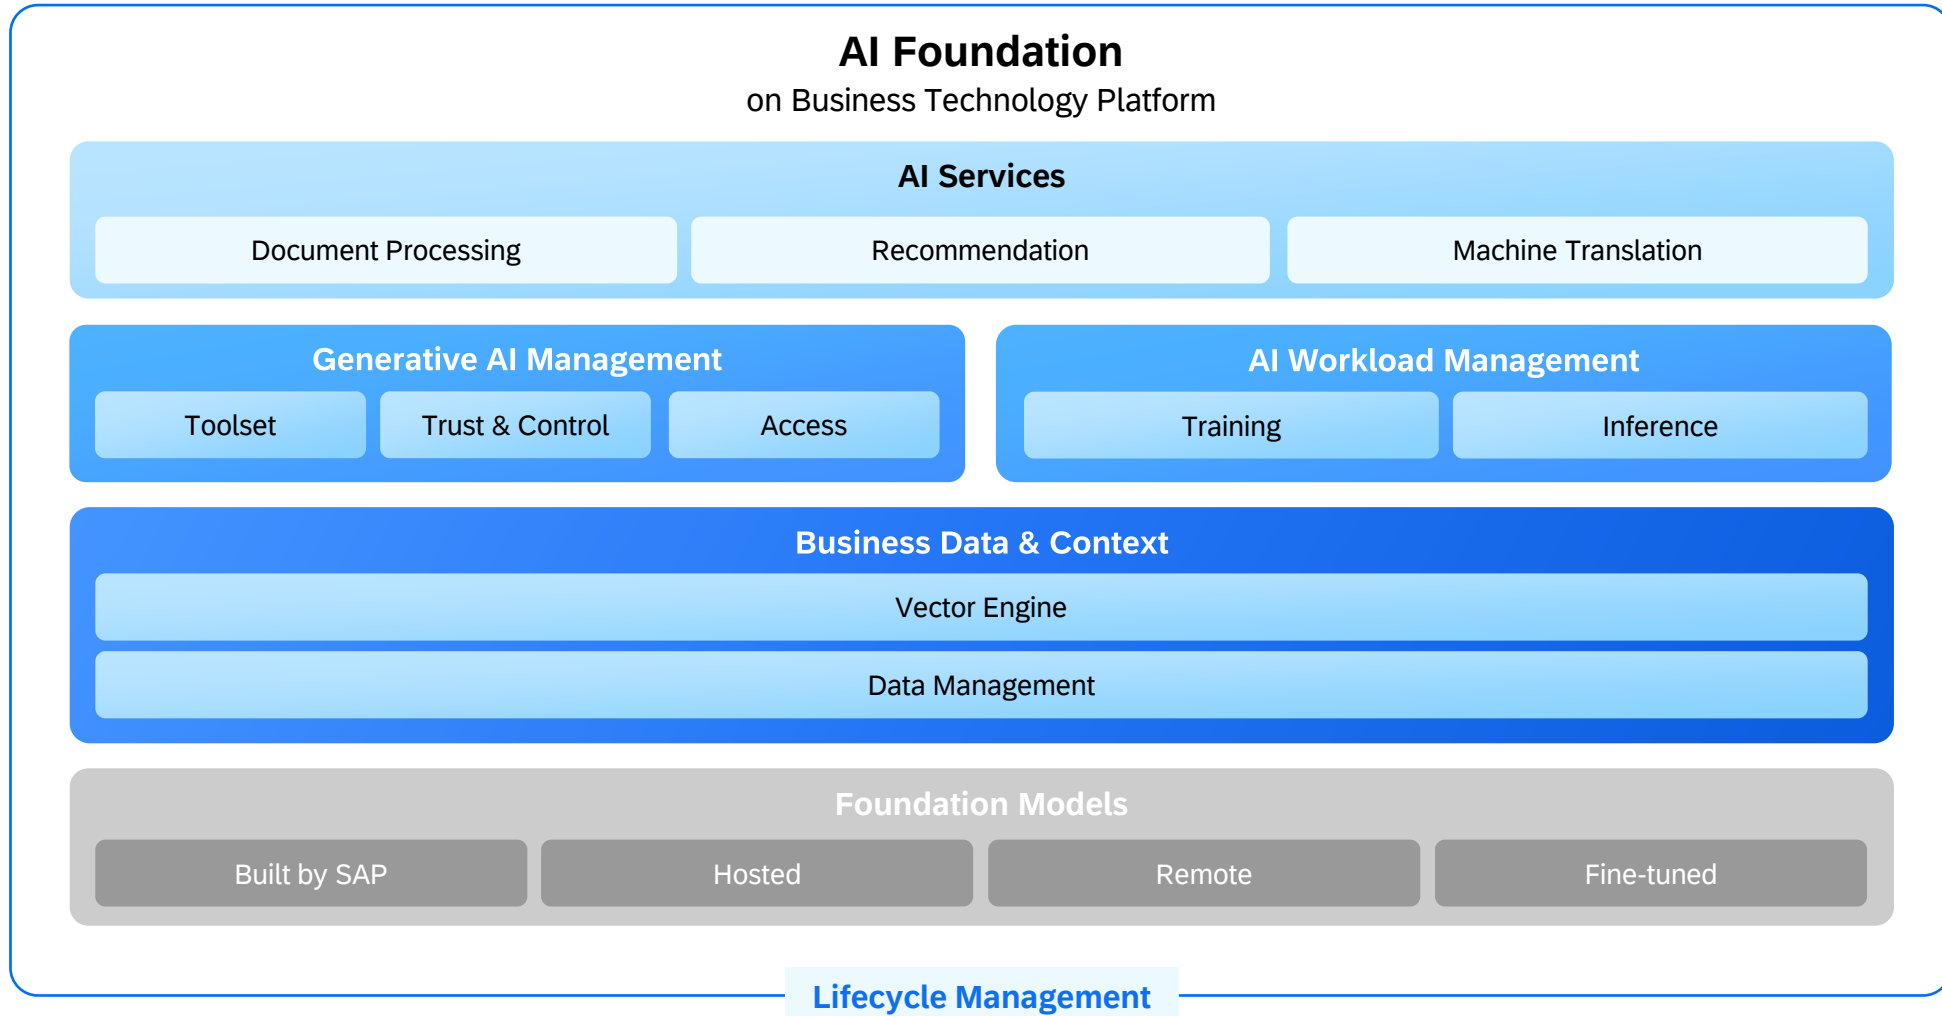 AI Foundation
on Business Technology Platform
AI Services
Document Processing
Recommendation
Machine Translation
Generative AI Management
Toolset
Trust & Control
Access
AI Workload Management
Training
Inference
Business Data & Context
Vector Engine
Data Management
Foundation Models
Built by SAP
Hosted
Remote
Fine-tuned
Lifecycle Management